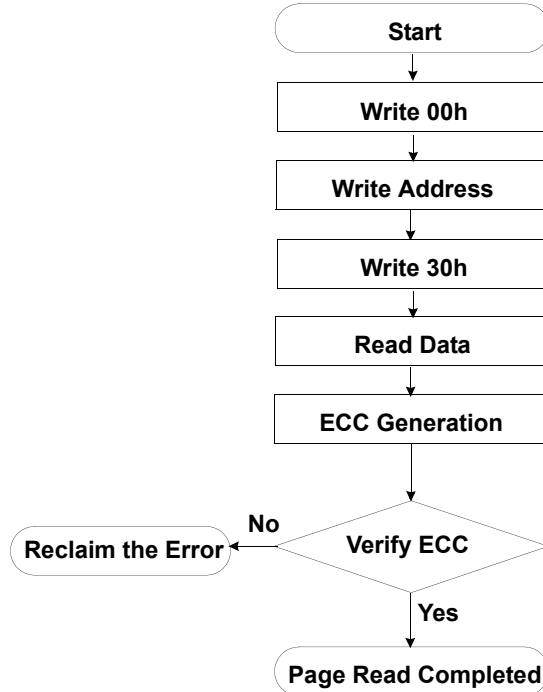 Start
Write 00h
Write Address
Write 30h
Read Data
ECC Generation
No
Reclaim the Error
Verify ECC
Yes
Page Read Completed